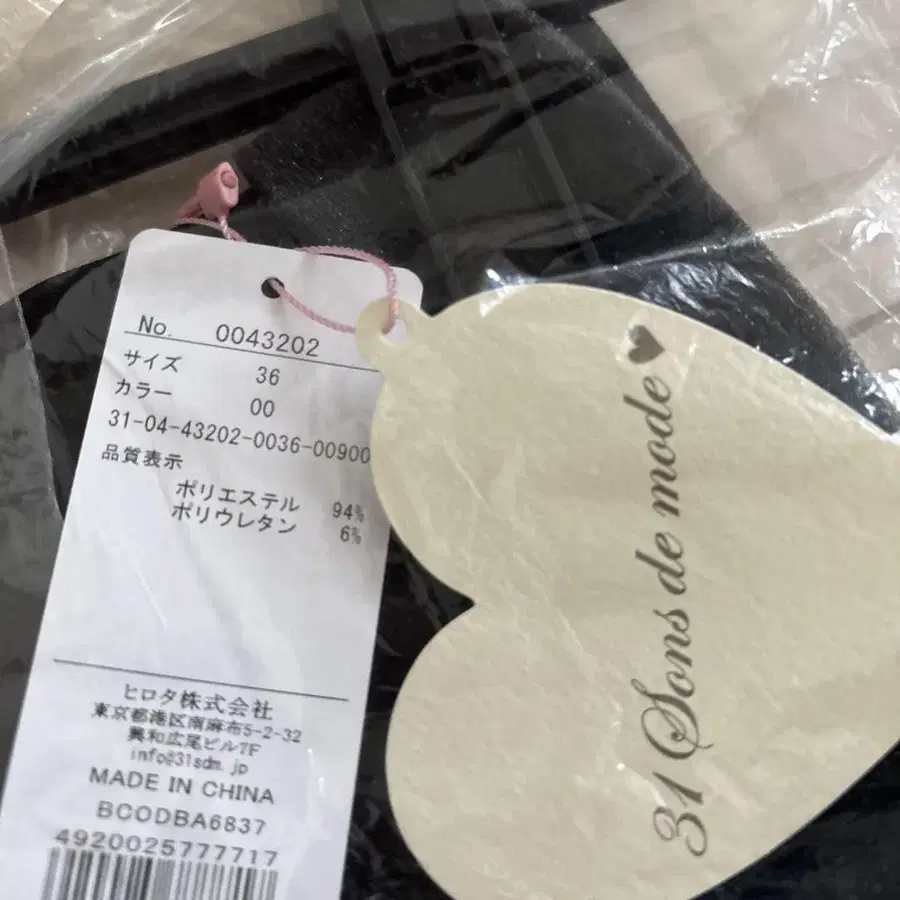 No. 0043202
サイズ 36
カラー 00
31-04-43202-0036-00900
品質表示
ポリエステル 94%
ポリウレタン 6%
ヒロタ株式会社
東京都港区南麻布5-2-32
興和広尾ビル7F
info@31sdm.jp
MADE IN CHINA
BCODBA6837
4920025777717
31 Sons de mode